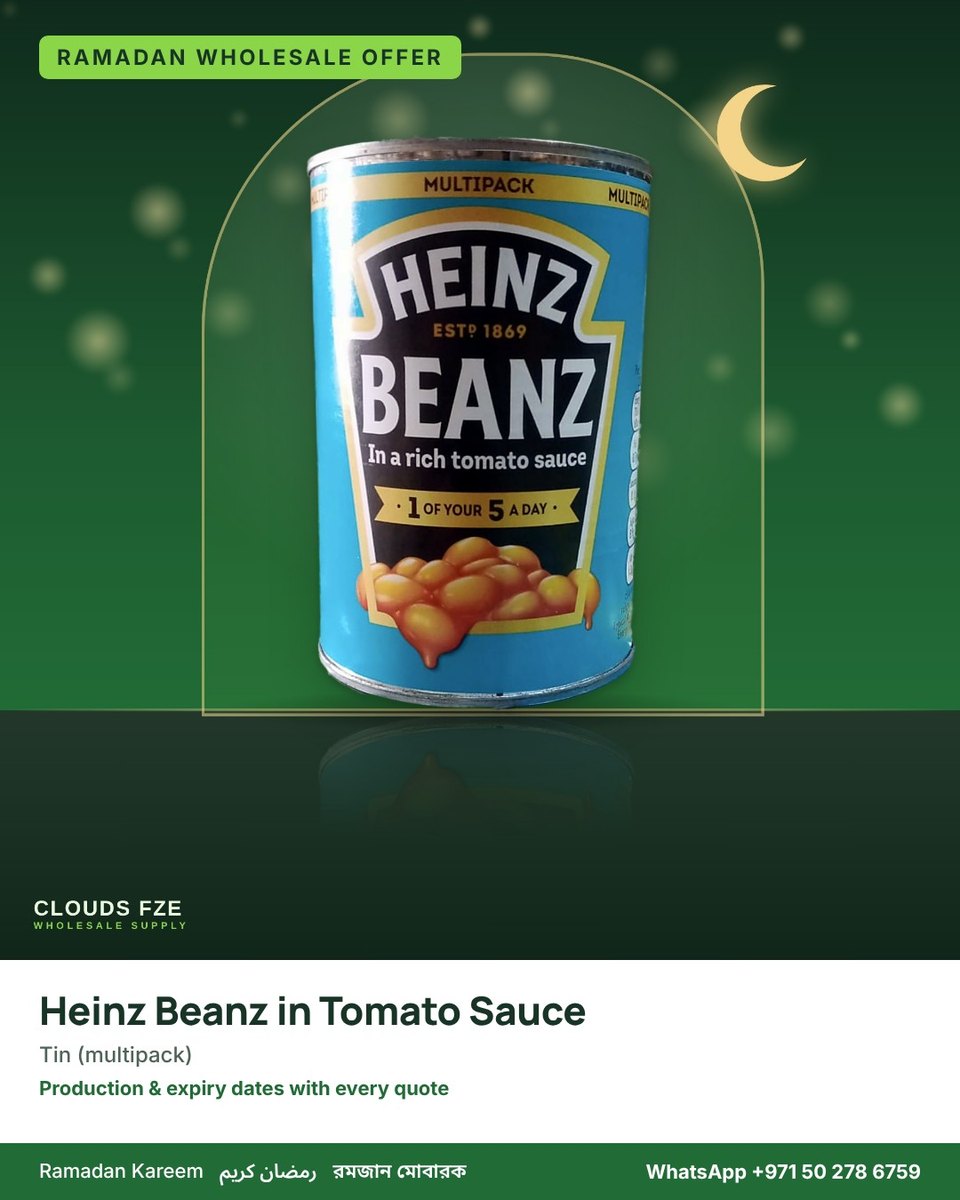 RAMADAN WHOLESALE OFFER
MULTIPACK
MULTIPACK
HEINZ
ESTD 1869
BEANZ
In a rich tomato sauce
· 1 OF YOUR 5 A DAY ·
CLOUDS FZE
WHOLESALE SUPPLY
Heinz Beanz in Tomato Sauce
Tin (multipack)
Production & expiry dates with every quote
Ramadan Kareem رمضان كريم রমজান মোবারক
WhatsApp +971 50 278 6759